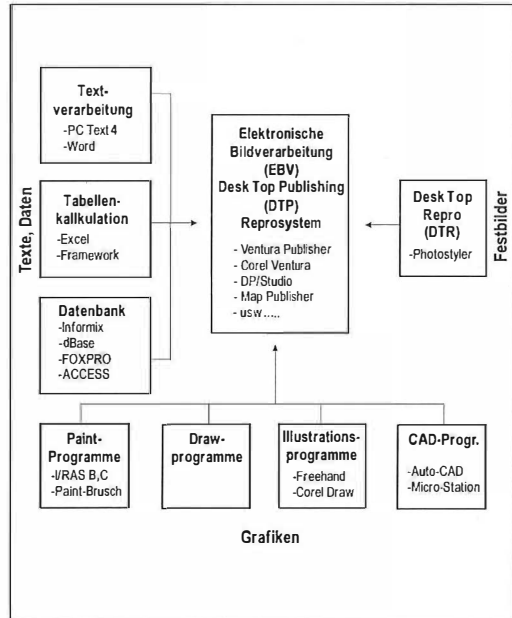 Texte, Daten
Text-
verarbeitung
-PC Text 4
-Word
Tabellen-
kallkulation
-Excel
-Framework
Datenbank
-Informix
-dBase
-FOXPRO
-ACCESS
Elektronische
Bildverarbeitung
(EBV)
Desk Top Publishing
(DTP)
Reprosystem
- Ventura Publisher
- Corel Ventura
- DP/Studio
- Map Publisher
- usw.....
Desk Top
Repro
(DTR)
-Photostyler
Festbilder
Paint-
Programme
-I/RAS B,C
-Paint-Brusch
Draw-
programme
Illustrations-
programme
-Freehand
-Corel Draw
CAD-Progr.
-Auto-CAD
-Micro-Station
Grafiken